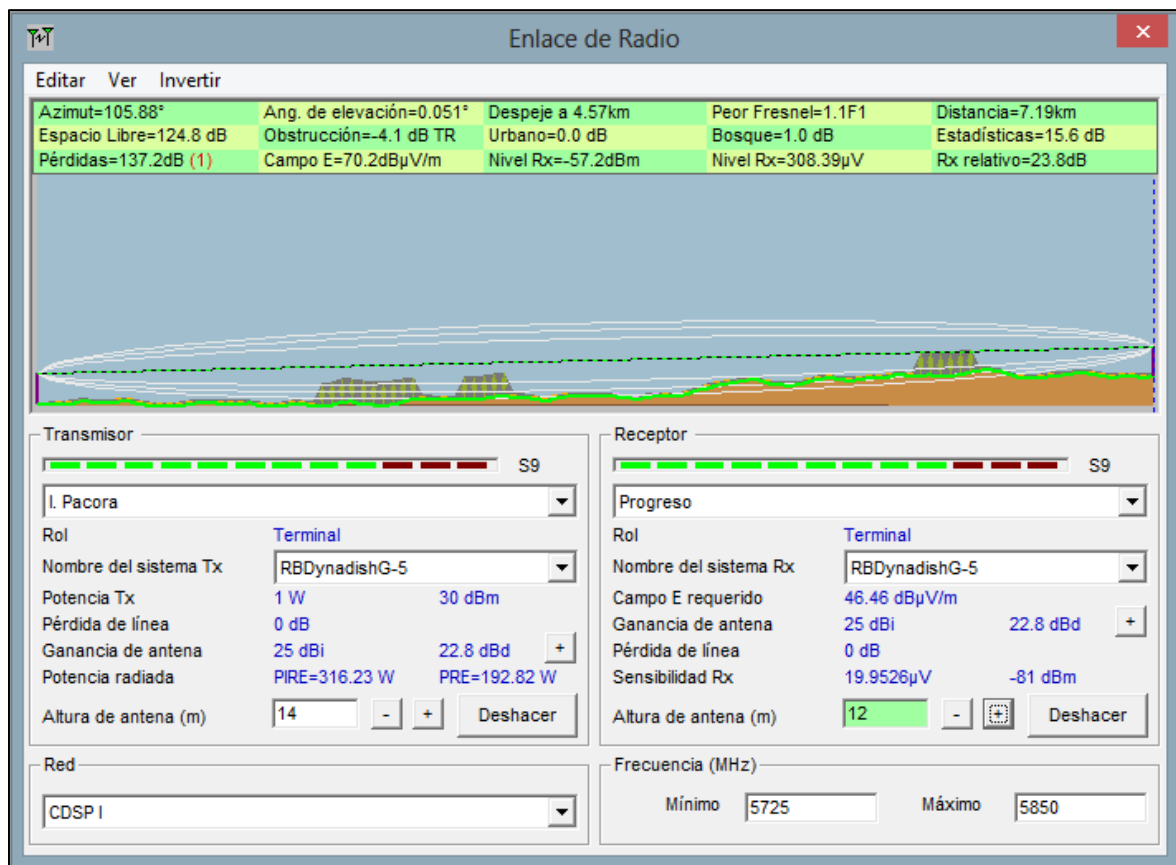 Enlace de Radio
Editar Ver Invertir
Azimut=105.88° Ang. de elevación=0.051° Despeje a 4.57km Peor Fresnel=1.1F1 Distancia=7.19km
Espacio Libre=124.8 dB Obstrucción=-4.1 dB TR Urbano=0.0 dB Bosque=1.0 dB Estadísticas=15.6 dB
Pérdidas=137.2dB (1) Campo E=70.2dBµV/m Nivel Rx=-57.2dBm Nivel Rx=308.39µV Rx relativo=23.8dB
Transmisor
S9
I. Pacora
Rol Terminal
Nombre del sistema Tx RBDynadishG-5
Potencia Tx 1 W 30 dBm
Pérdida de línea 0 dB
Ganancia de antena 25 dBi 22.8 dBd +
Potencia radiada PIRE=316.23 W PRE=192.82 W
Altura de antena (m) 14 - + Deshacer
Receptor
S9
Progreso
Rol Terminal
Nombre del sistema Rx RBDynadishG-5
Campo E requerido 46.46 dBµV/m
Ganancia de antena 25 dBi 22.8 dBd +
Pérdida de línea 0 dB
Sensibilidad Rx 19.9526µV -81 dBm
Altura de antena (m) 12 - + Deshacer
Red
CDSP I
Frecuencia (MHz)
Mínimo 5725 Máximo 5850